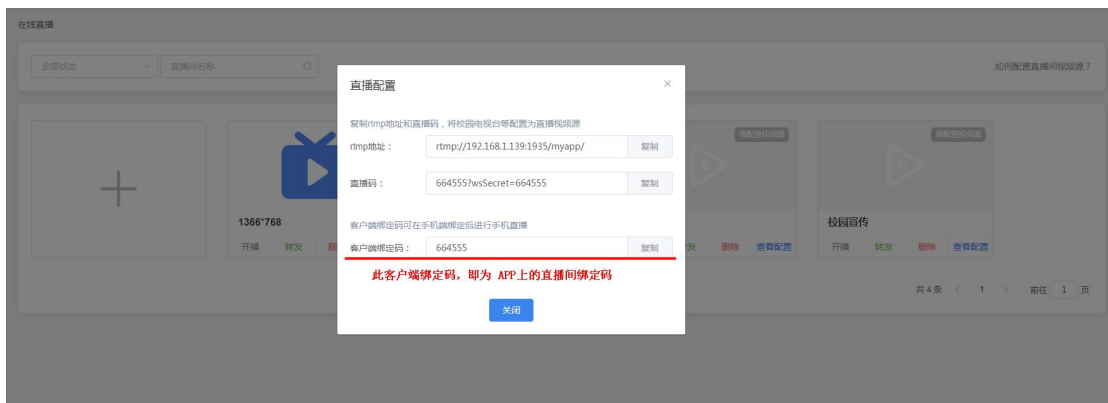 在线直播
全部状态 直播间名称 如何配置直播间视频源？
直播配置 ×
复制rtmp地址和直播码，将校园电视台等配置为直播视频源
rtmp地址： rtmp://192.168.1.139:1935/myapp/ 复制
请配置视频源 请配置视频源
直播码： 664555?wsSecret=664555 复制
1366*768 校园宣传
客户端绑定码可在手机端绑定后进行手机直播
开播 转发 删除 查看配置 开播 转发 删除 查看配置
客户端绑定码： 664555 复制
此客户端绑定码，即为 APP上的直播间绑定码
共4条 < 1 > 前往 1 页
关闭